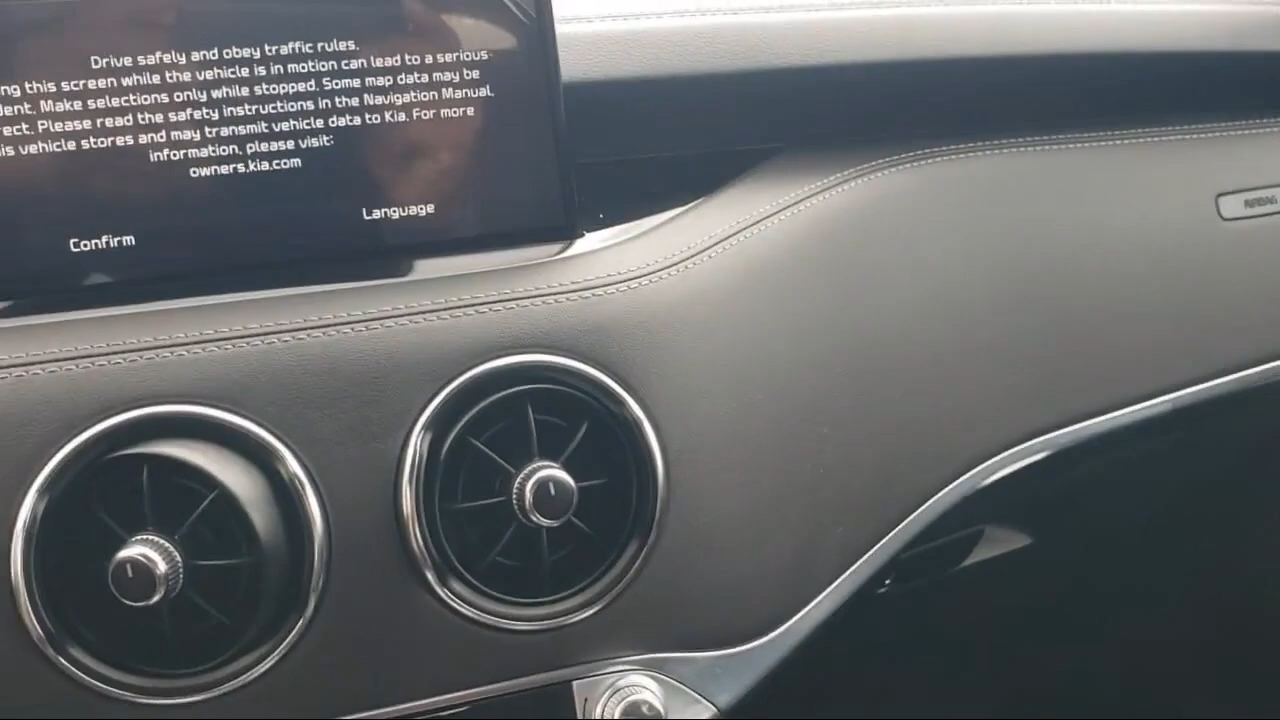 Drive safely and obey traffic rules.
ng this screen while the vehicle is in motion can lead to a serious
dent. Make selections only while stopped. Some map data may be
rect. Please read the safety instructions in the Navigation Manual.
is vehicle stores and may transmit vehicle data to Kia. For more
information, please visit:
owners.kia.com
Language
Confirm
AIRBAG